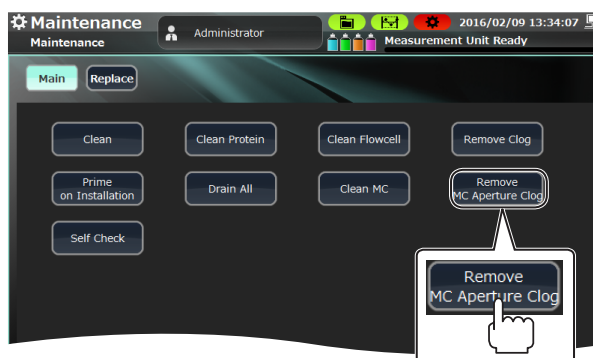 Maintenance
Maintenance
Administrator
2016/02/09 13:34:07
Measurement Unit Ready
Main
Replace
Clean
Clean Protein
Clean Flowcell
Remove Clog
Prime
on Installation
Drain All
Clean MC
Remove
MC Aperture Clog
Self Check
Remove
MC Aperture Clog